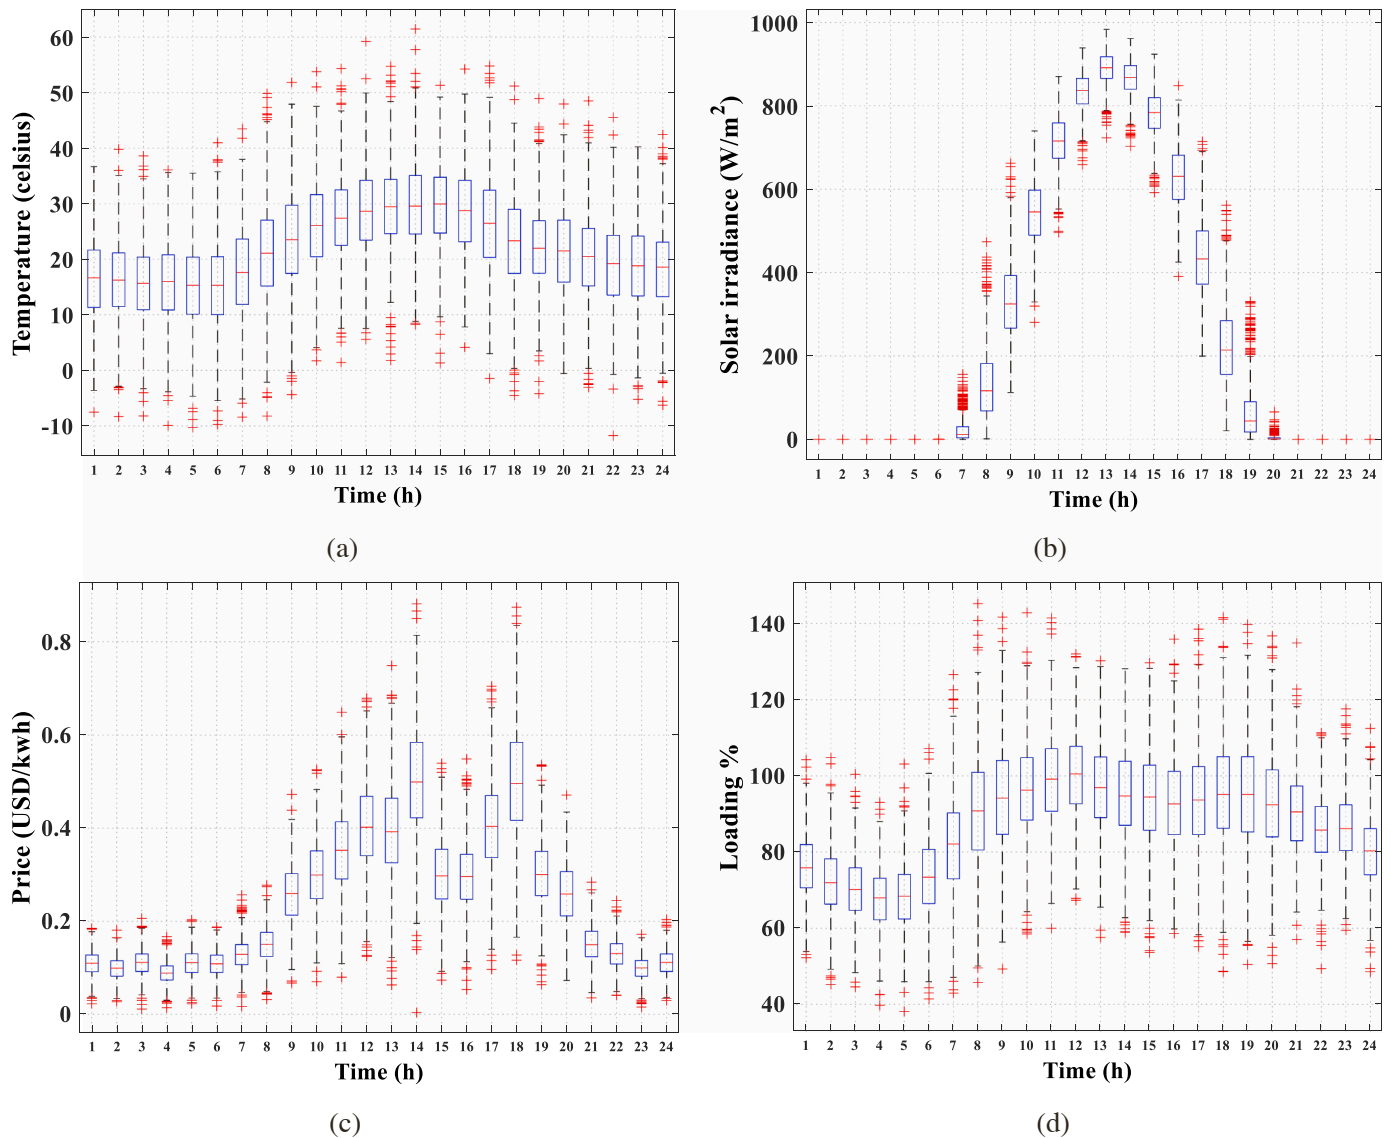 60
50
40
30
20
10
0
-10
Temperature (celsius)
1 2 3 4 5 6 7 8 9 10 11 12 13 14 15 16 17 18 19 20 21 22 23 24
Time (h)
(a)
1000
800
600
400
200
0
Solar irradiance (W/m²)
1 2 3 4 5 6 7 8 9 10 11 12 13 14 15 16 17 18 19 20 21 22 23 24
Time (h)
(b)
0.8
0.6
0.4
0.2
0
Price (USD/kwh)
1 2 3 4 5 6 7 8 9 10 11 12 13 14 15 16 17 18 19 20 21 22 23 24
Time (h)
(c)
140
120
100
80
60
40
Loading %
1 2 3 4 5 6 7 8 9 10 11 12 13 14 15 16 17 18 19 20 21 22 23 24
Time (h)
(d)